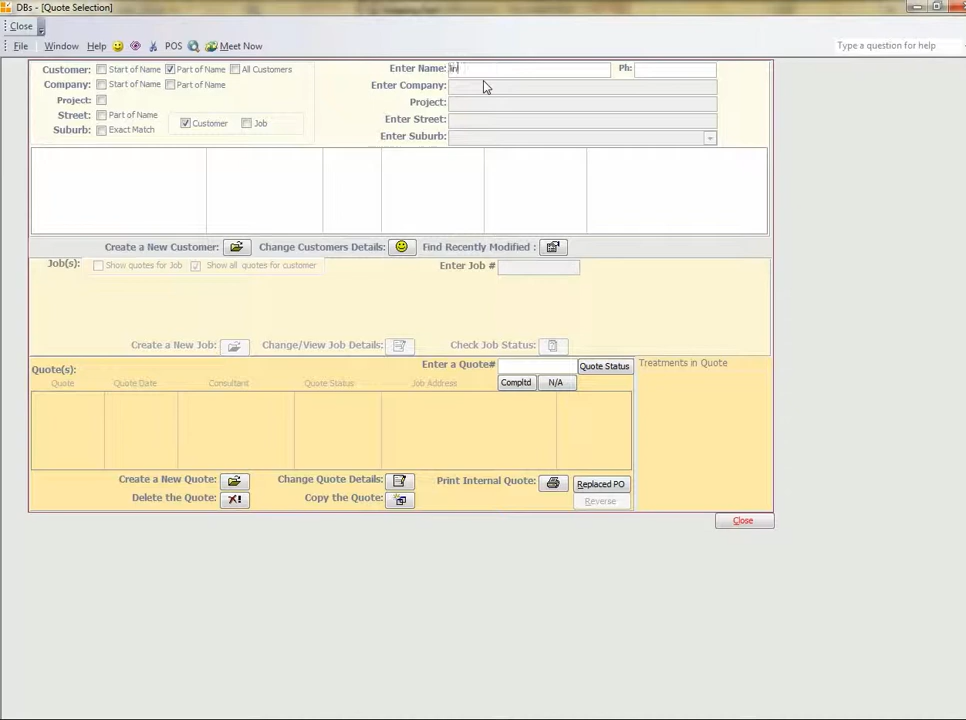 DBs - [Quote Selection]
Close
File Window Help POS Meet Now Type a question for help
Customer: Start of Name Part of Name All Customers Enter Name: lin Ph:
Company: Start of Name Part of Name Enter Company:
Project: Project:
Street: Part of Name Customer Job Enter Street:
Suburb: Exact Match Enter Suburb:
Create a New Customer: Change Customers Details: Find Recently Modified :
Job(s): Show quotes for Job Show all quotes for customer Enter Job #
Create a New Job: Change/View Job Details: Check Job Status:
Quote(s): Enter a Quote# Quote Status Treatments in Quote
Quote Quote Date Consultant Quote Status Job Address Compltd N/A
Create a New Quote: Change Quote Details: Print Internal Quote: Replaced PO
Delete the Quote: Copy the Quote: Reverse
Close